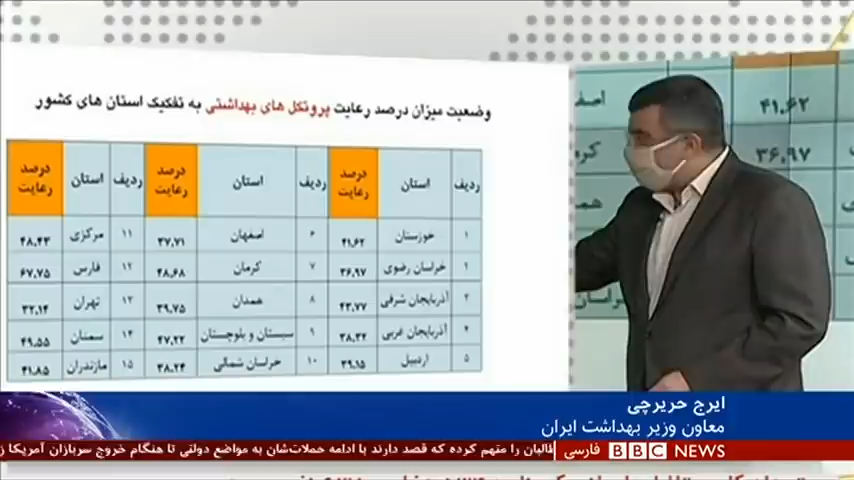 وضعیت میزان درصد رعایت پروتکل های بهداشتی به تفکیک استان های کشور
ردیف استان درصد رعایت ردیف استان درصد رعایت ردیف استان درصد رعایت
۱ خوزستان ۴۱.۶۲ ۶ اصفهان ۳۷.۷۱ ۱۱ مرکزی ۴۸.۴۳
۲ خراسان رضوی ۳۶.۹۷ ۷ کرمان ۴۸.۶۸ ۱۲ فارس ۶۷.۷۵
۳ آذربایجان شرقی ۴۳.۷۷ ۸ همدان ۳۹.۷۵ ۱۳ تهران ۳۲.۱۴
۴ آذربایجان غربی ۳۸.۳۲ ۹ سیستان و بلوچستان ۴۷.۲۲ ۱۴ سمنان ۴۹.۵۵
۵ اردبیل ۳۹.۱۵ ۱۰ خراسان شمالی ۳۸.۲۴ ۱۵ مازندران ۴۱.۸۵
۴۱.۶۲
۳۶.۹۷
ایرج حریرچی
معاون وزیر بهداشت ایران
BBC NEWS فارسی
طالبان را متهم کرده که قصد دارند با ادامه حملات‌شان به مواضع دولتی تا هنگام خروج سربازان آمریکا